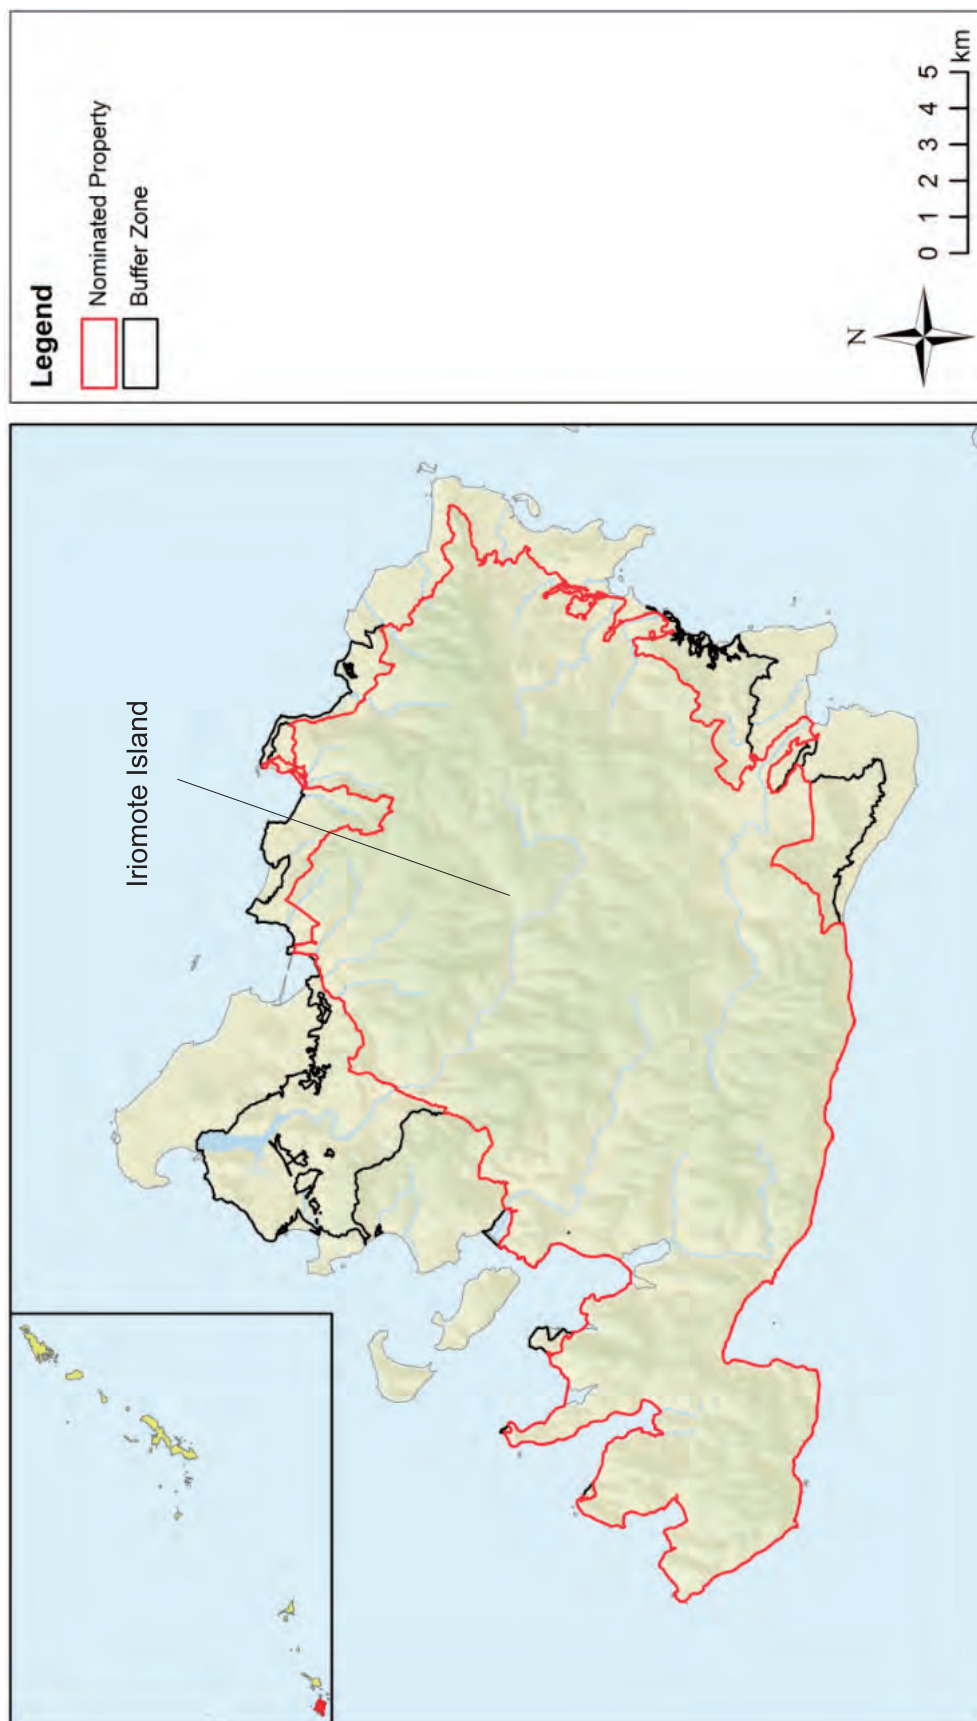 Legend
Nominated Property
Buffer Zone
Iriomote Island
N
0 1 2 3 4 5
km